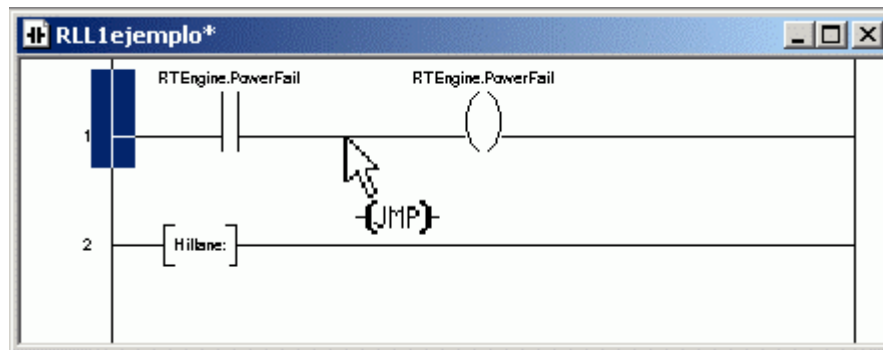 RLL1ejemplo*
RTEngine.PowerFail RTEngine.PowerFail
1
JMP
2 Hillane: